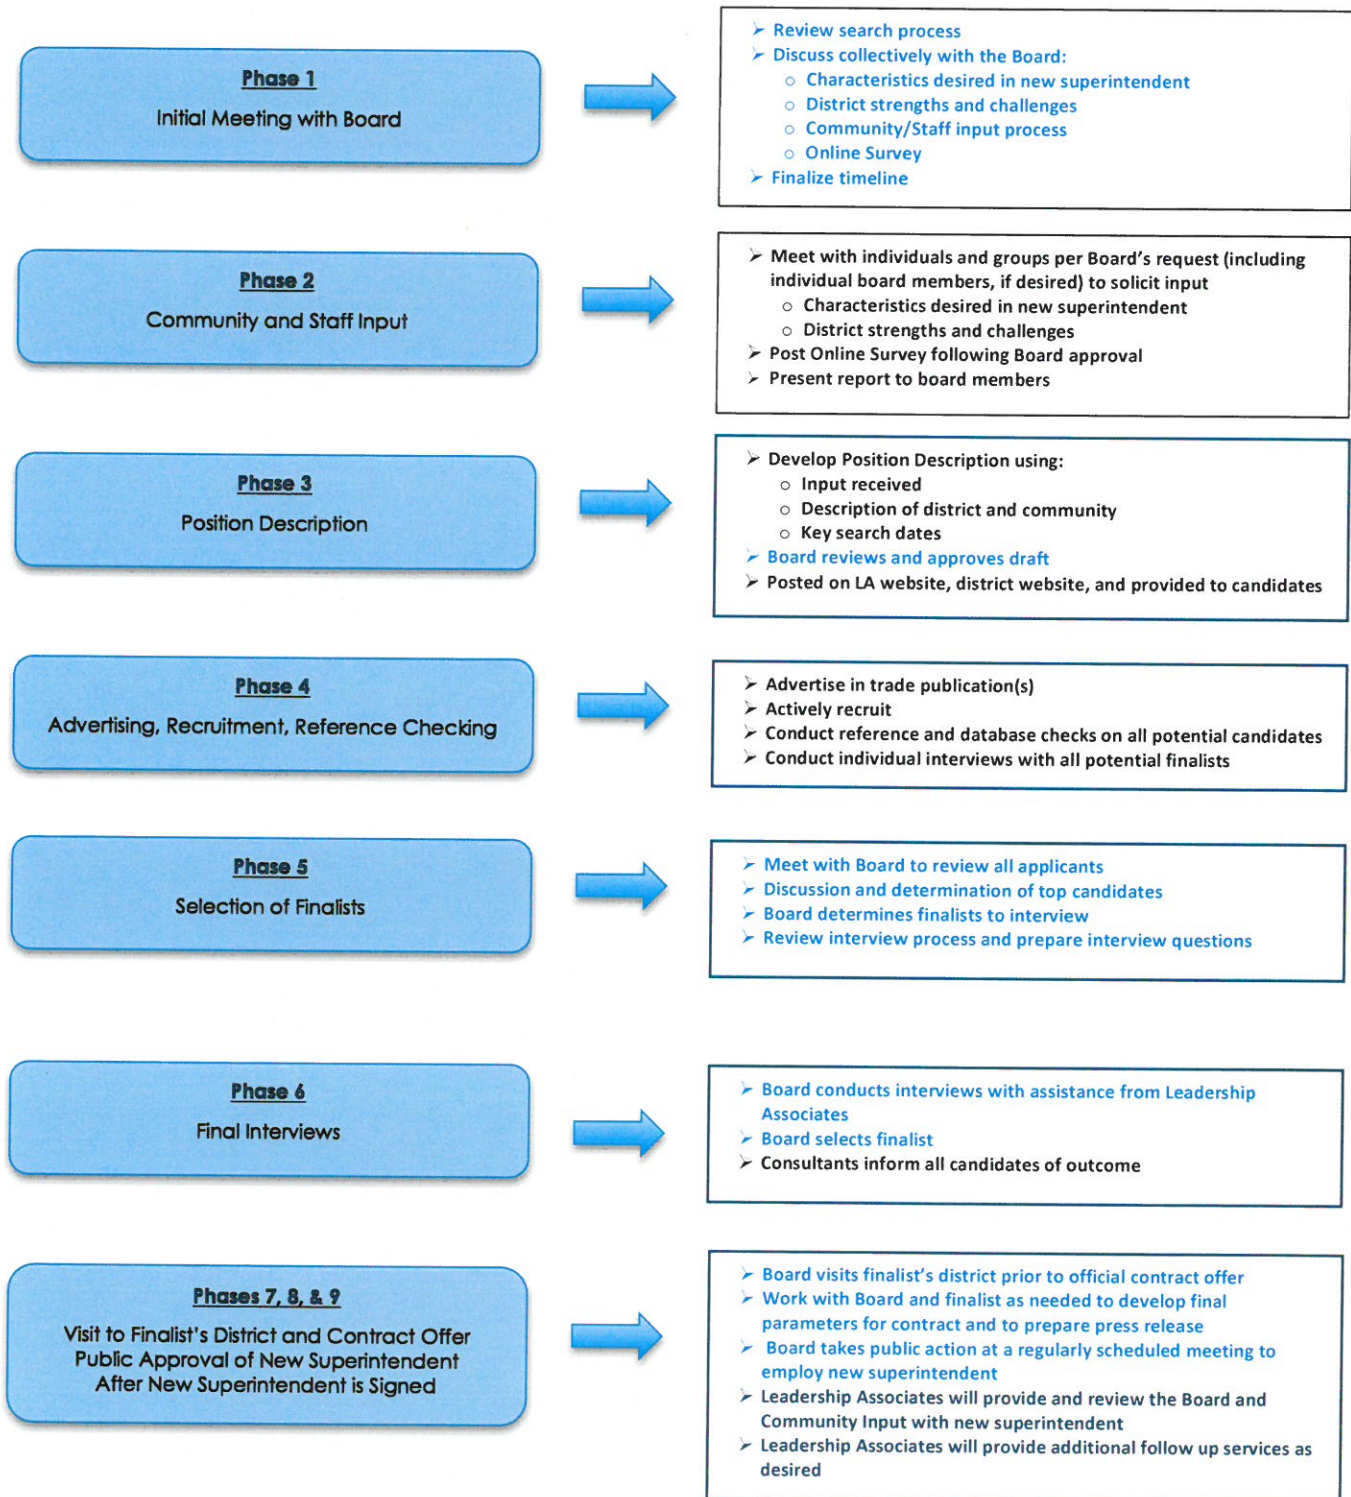 Phase 1
Initial Meeting with Board
➢ Review search process
➢ Discuss collectively with the Board:
○ Characteristics desired in new superintendent
○ District strengths and challenges
○ Community/Staff input process
○ Online Survey
➢ Finalize timeline
Phase 2
Community and Staff Input
➢ Meet with individuals and groups per Board's request (including
individual board members, if desired) to solicit input
○ Characteristics desired in new superintendent
○ District strengths and challenges
➢ Post Online Survey following Board approval
➢ Present report to board members
Phase 3
Position Description
➢ Develop Position Description using:
○ Input received
○ Description of district and community
○ Key search dates
➢ Board reviews and approves draft
➢ Posted on LA website, district website, and provided to candidates
Phase 4
Advertising, Recruitment, Reference Checking
➢ Advertise in trade publication(s)
➢ Actively recruit
➢ Conduct reference and database checks on all potential candidates
➢ Conduct individual interviews with all potential finalists
Phase 5
Selection of Finalists
➢ Meet with Board to review all applicants
➢ Discussion and determination of top candidates
➢ Board determines finalists to interview
➢ Review interview process and prepare interview questions
Phase 6
Final Interviews
➢ Board conducts interviews with assistance from Leadership
Associates
➢ Board selects finalist
➢ Consultants inform all candidates of outcome
Phases 7, 8, & 9
Visit to Finalist's District and Contract Offer
Public Approval of New Superintendent
After New Superintendent is Signed
➢ Board visits finalist's district prior to official contract offer
➢ Work with Board and finalist as needed to develop final
parameters for contract and to prepare press release
➢ Board takes public action at a regularly scheduled meeting to
employ new superintendent
➢ Leadership Associates will provide and review the Board and
Community Input with new superintendent
➢ Leadership Associates will provide additional follow up services as
desired